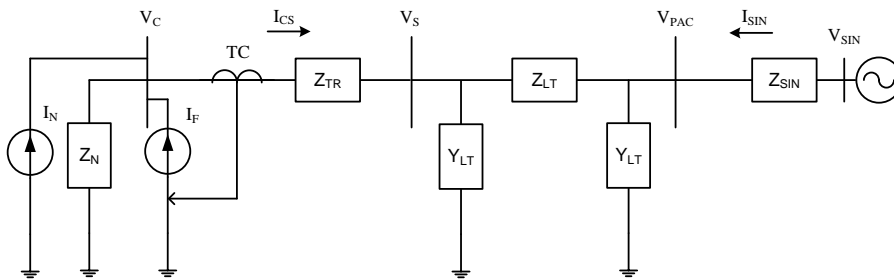 V_C
I_CS
V_S
V_PAC
I_SIN
V_SIN
TC
Z_TR
Z_LT
Z_SIN
I_N
Z_N
I_F
Y_LT
Y_LT